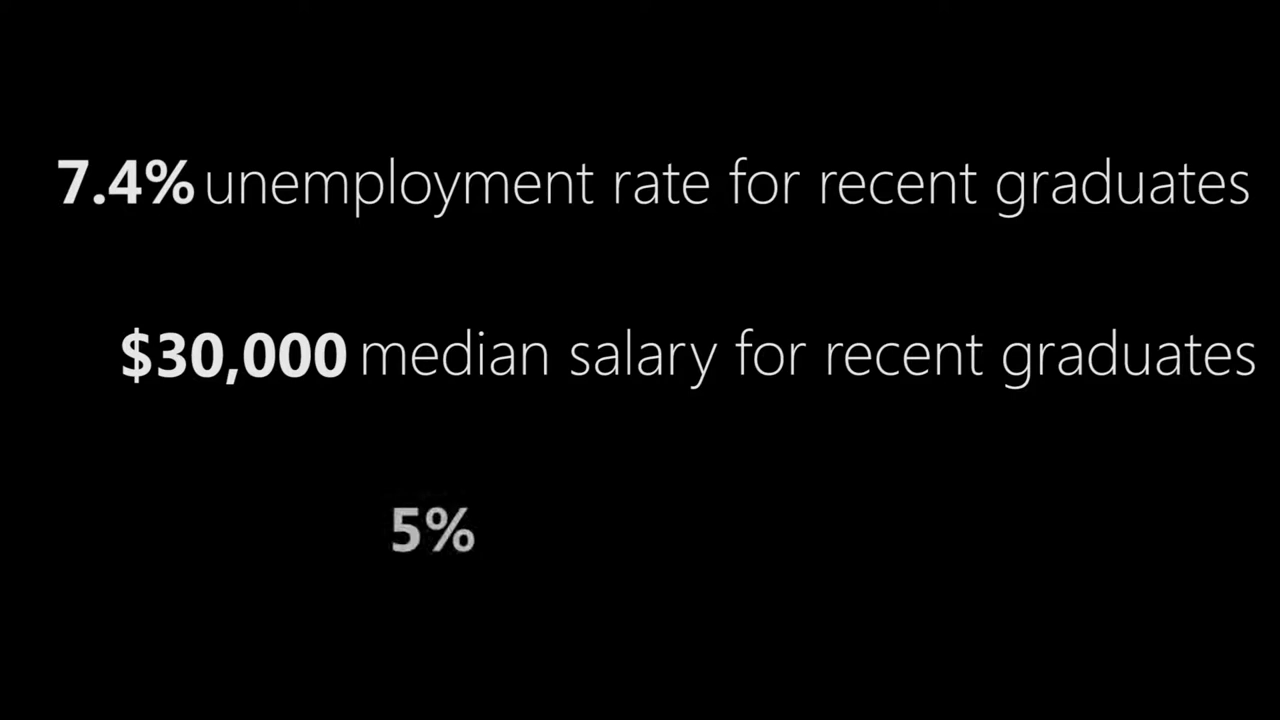 7.4% unemployment rate for recent graduates
$30,000 median salary for recent graduates
5%